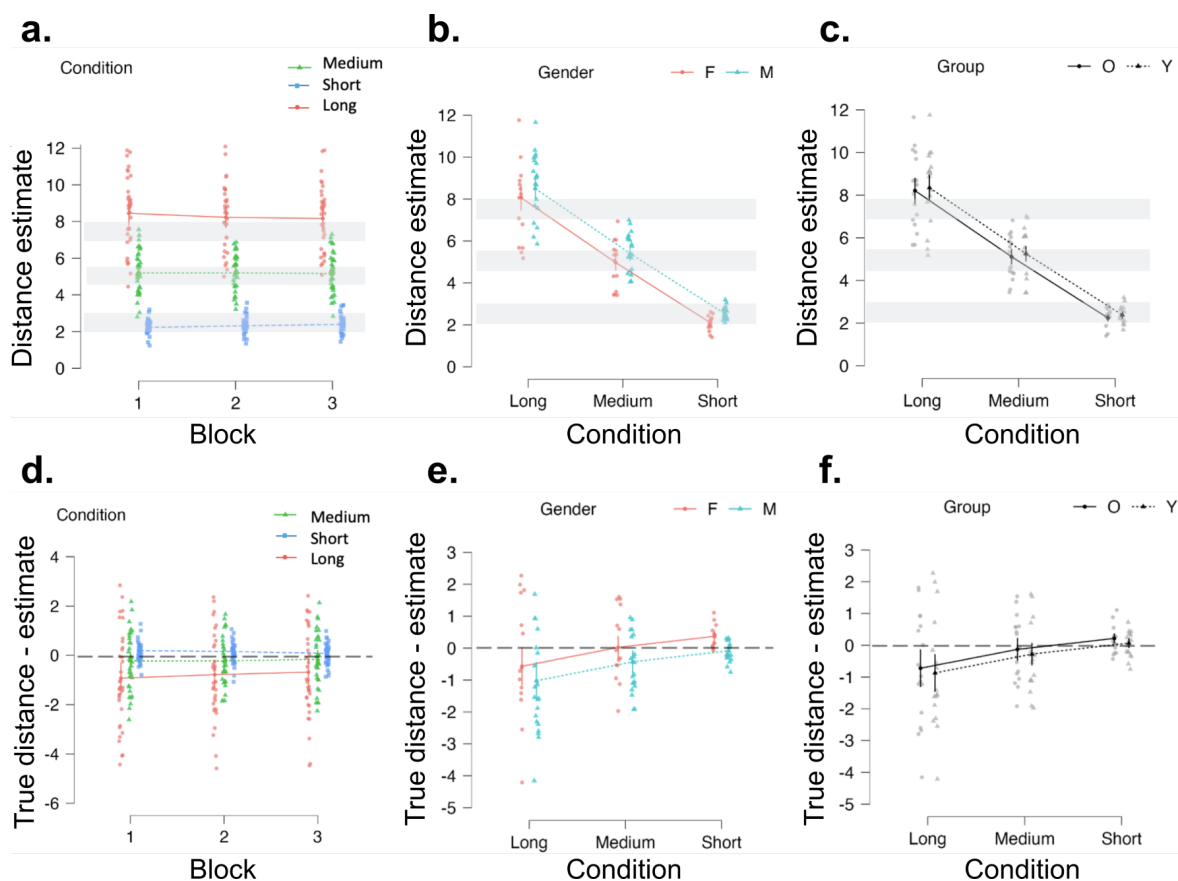 a.
Condition
Medium
Short
Long
Distance estimate
12
10
8
6
4
2
0
1 2 3
Block
b.
Gender F M
Distance estimate
12
10
8
6
4
2
0
Long Medium Short
Condition
c.
Group O Y
Distance estimate
12
10
8
6
4
2
0
Long Medium Short
Condition
d.
Condition
Medium
Short
Long
True distance - estimate
4
2
0
-2
-4
-6
1 2 3
Block
e.
Gender F M
True distance - estimate
3
2
1
0
-1
-2
-3
-4
-5
Long Medium Short
Condition
f.
Group O Y
True distance - estimate
3
2
1
0
-1
-2
-3
-4
-5
Long Medium Short
Condition